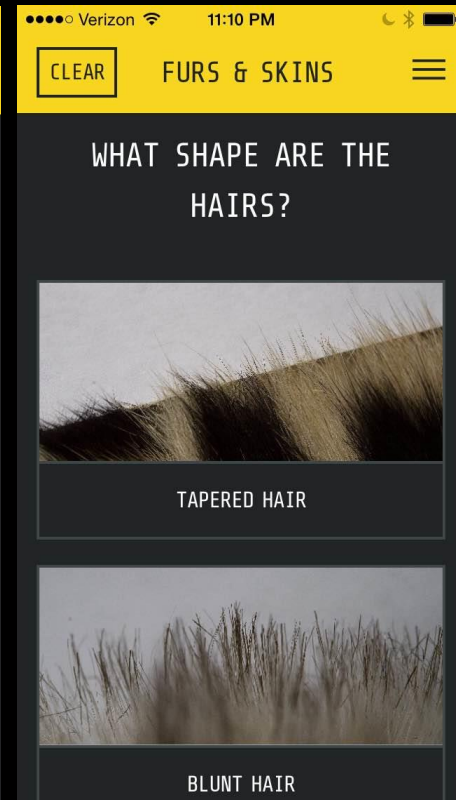 Verizon 11:10 PM
CLEAR FURS & SKINS
WHAT SHAPE ARE THE
HAIRS?
TAPERED HAIR
BLUNT HAIR